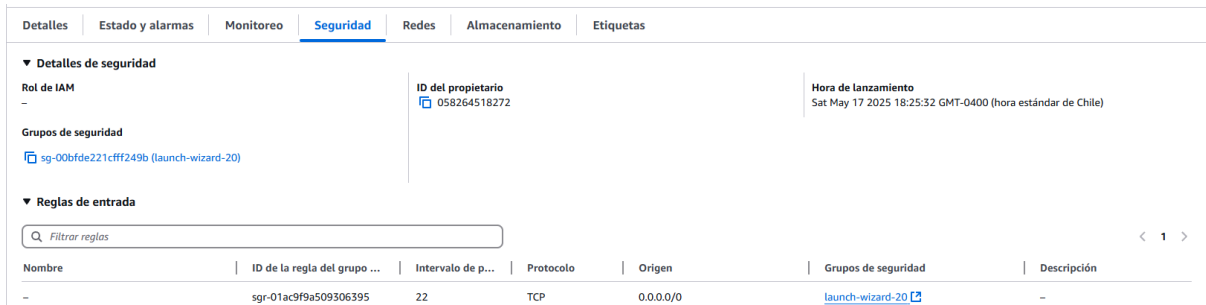 Detalles Estado y alarmas Monitoreo Seguridad Redes Almacenamiento Etiquetas
▼ Detalles de seguridad
Rol de IAM ID del propietario Hora de lanzamiento
– 058264518272 Sat May 17 2025 18:25:32 GMT-0400 (hora estándar de Chile)
Grupos de seguridad
sg-00bfde221cfff249b (launch-wizard-20)
▼ Reglas de entrada
Filtrar reglas < 1 >
Nombre ID de la regla del grupo ... Intervalo de p... Protocolo Origen Grupos de seguridad Descripción
– sgr-01ac9f9a509306395 22 TCP 0.0.0.0/0 launch-wizard-20 –